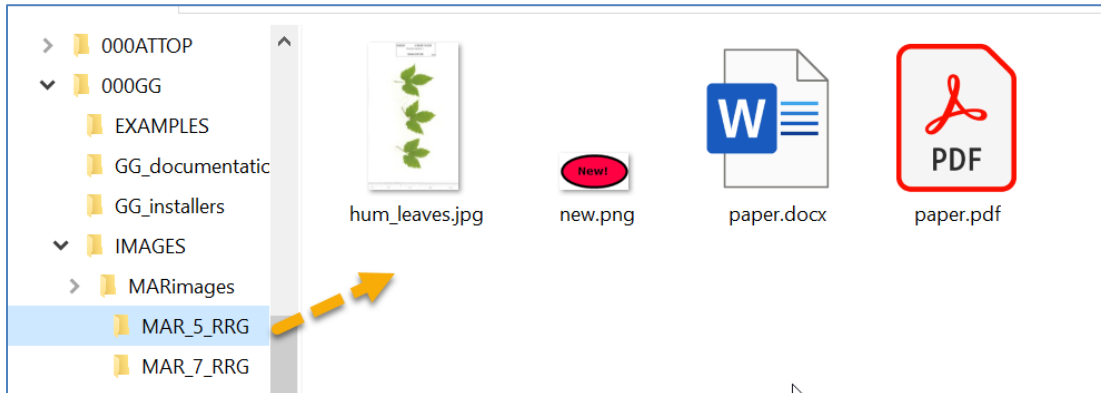 000ATTOP
000GG
EXAMPLES
GG_documentatic
GG_installers
IMAGES
MARimages
MAR_5_RRG
MAR_7_RRG
New!
W
PDF
hum_leaves.jpg
new.png
paper.docx
paper.pdf